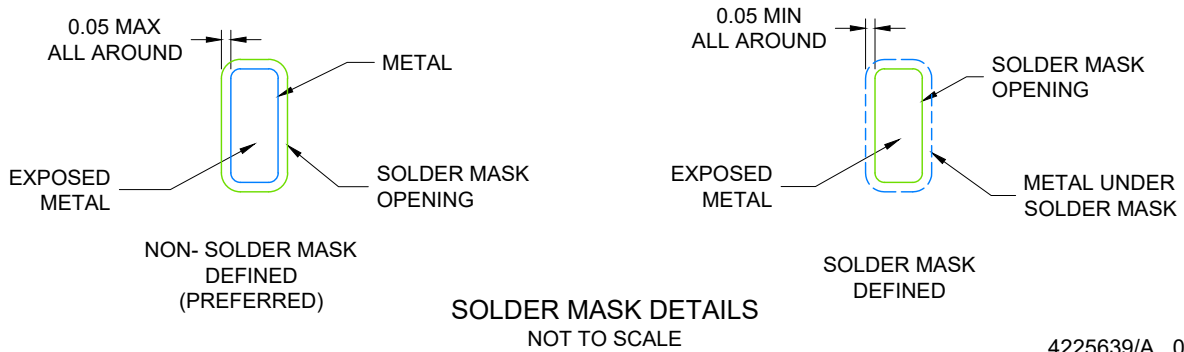 0.05 MAX
ALL AROUND
METAL
EXPOSED
METAL
SOLDER MASK
OPENING
NON- SOLDER MASK
DEFINED
(PREFERRED)
0.05 MIN
ALL AROUND
SOLDER MASK
OPENING
EXPOSED
METAL
METAL UNDER
SOLDER MASK
SOLDER MASK
DEFINED
SOLDER MASK DETAILS
NOT TO SCALE
4225639/A 0